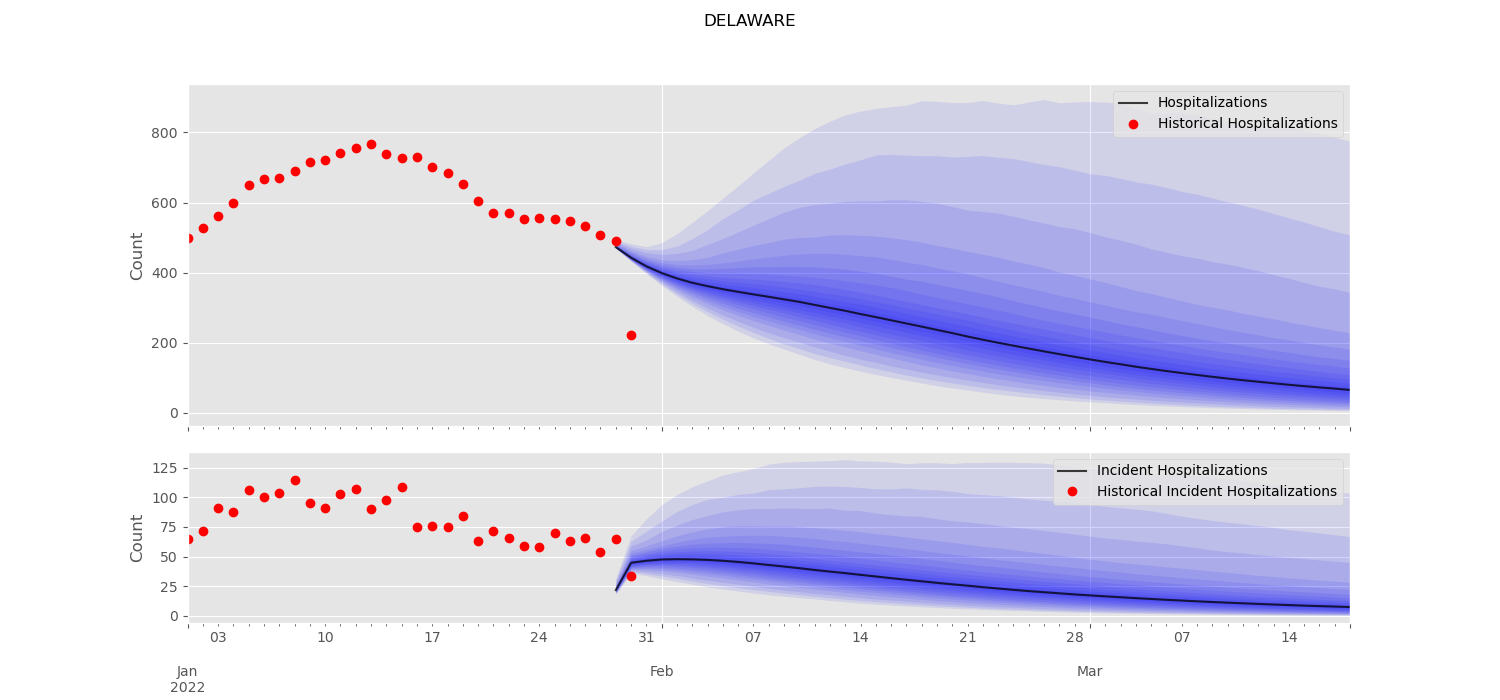 DELAWARE
Hospitalizations
Historical Hospitalizations
Count
800
600
400
200
0
Incident Hospitalizations
Historical Incident Hospitalizations
Count
125
100
75
50
25
0
03 10 17 24 31 07 14 21 28 07 14
Jan Feb Mar
2022